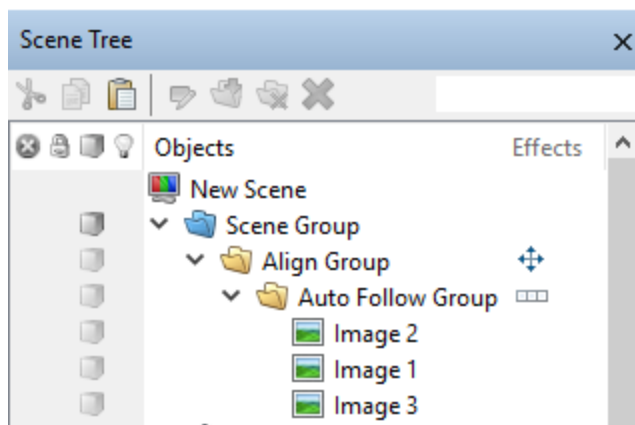 Scene Tree
Objects Effects
New Scene
Scene Group
Align Group
Auto Follow Group
Image 2
Image 1
Image 3